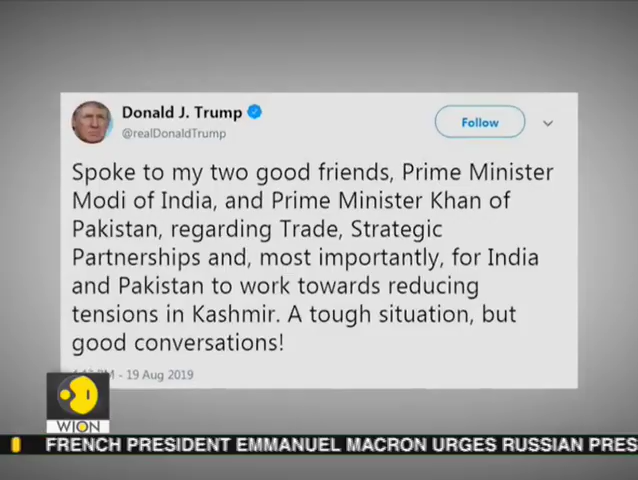 Donald J. Trump
@realDonaldTrump
Follow
Spoke to my two good friends, Prime Minister
Modi of India, and Prime Minister Khan of
Pakistan, regarding Trade, Strategic
Partnerships and, most importantly, for India
and Pakistan to work towards reducing
tensions in Kashmir. A tough situation, but
good conversations!
- 19 Aug 2019
WION
FRENCH PRESIDENT EMMANUEL MACRON URGES RUSSIAN PRES